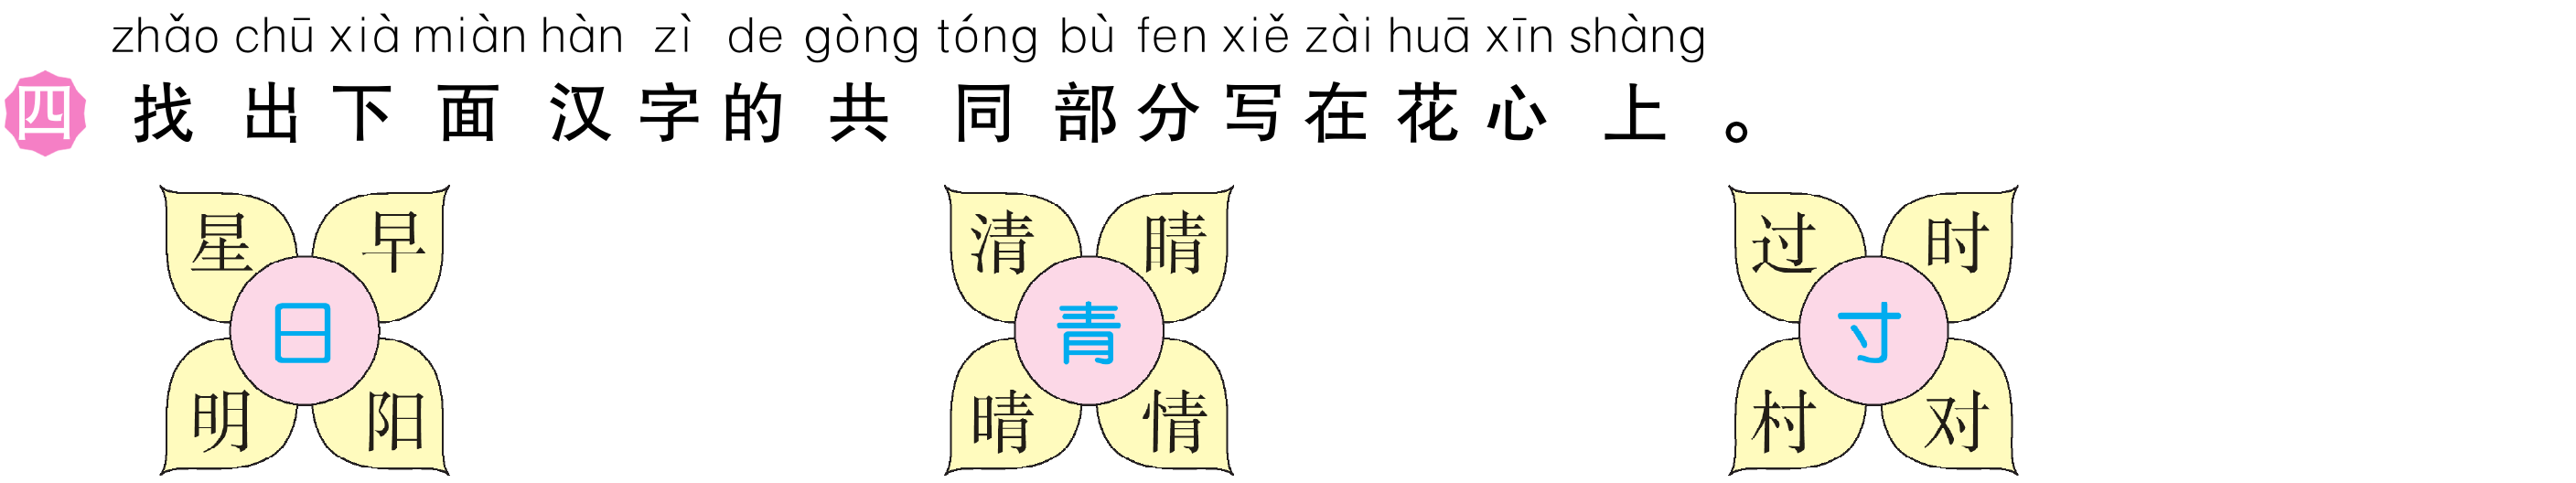 zhǎo chū xià miàn hàn zì de gòng tóng bù fen xiě zài huā xīn shàng
四 找出下面汉字的共同部分写在花心上。
星 早 清 睛 过 时
日 青 寸
明 阳 晴 情 村 对